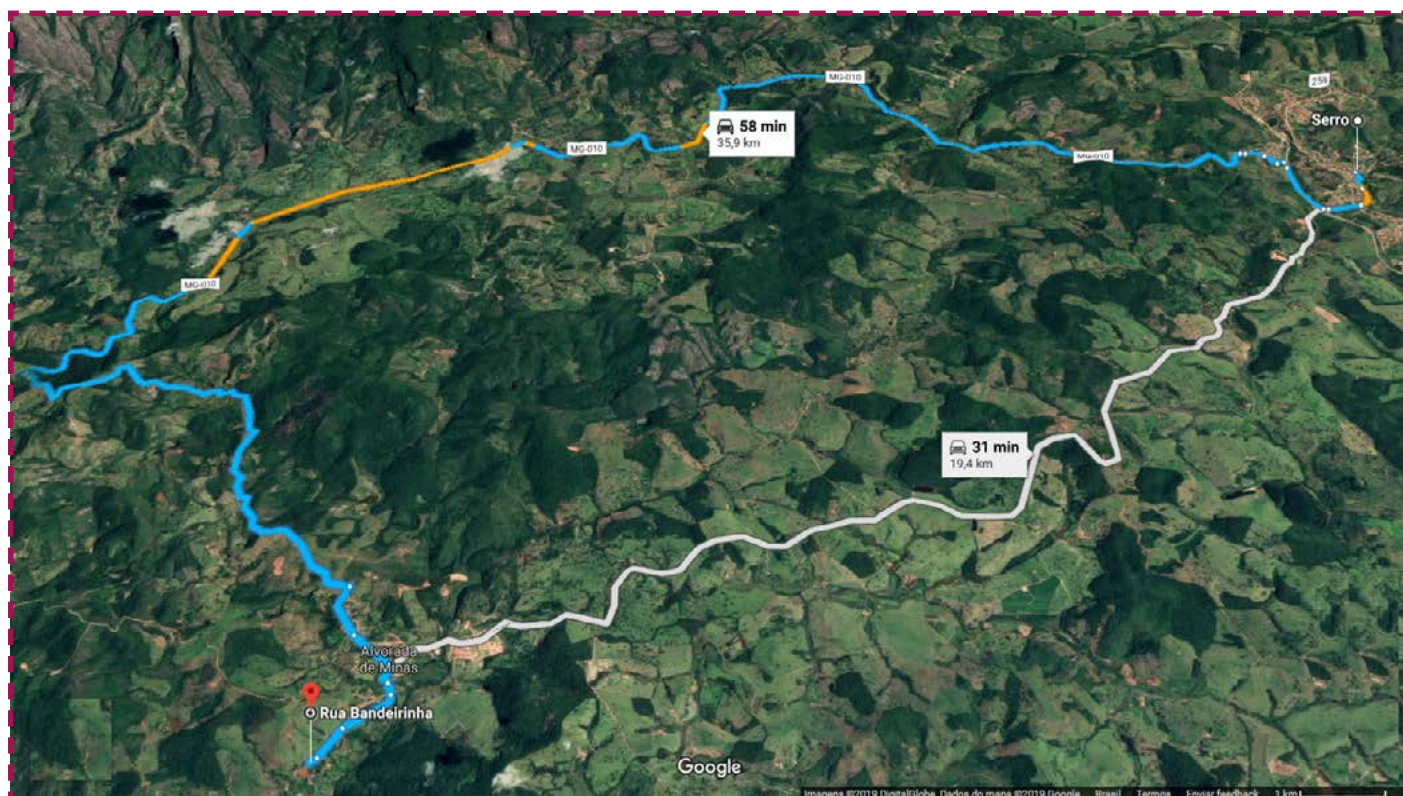 MG-010
259
Serro
58 min
35,9 km
MG-010
MG-010
MG-010
31 min
19,4 km
Alvorada
de Minas
Rua Bandeirinha
Google
Imagens ©2019 DigitalGlobe, Dados do mapa ©2019 Google Brasil Termos Enviar feedback 1 km